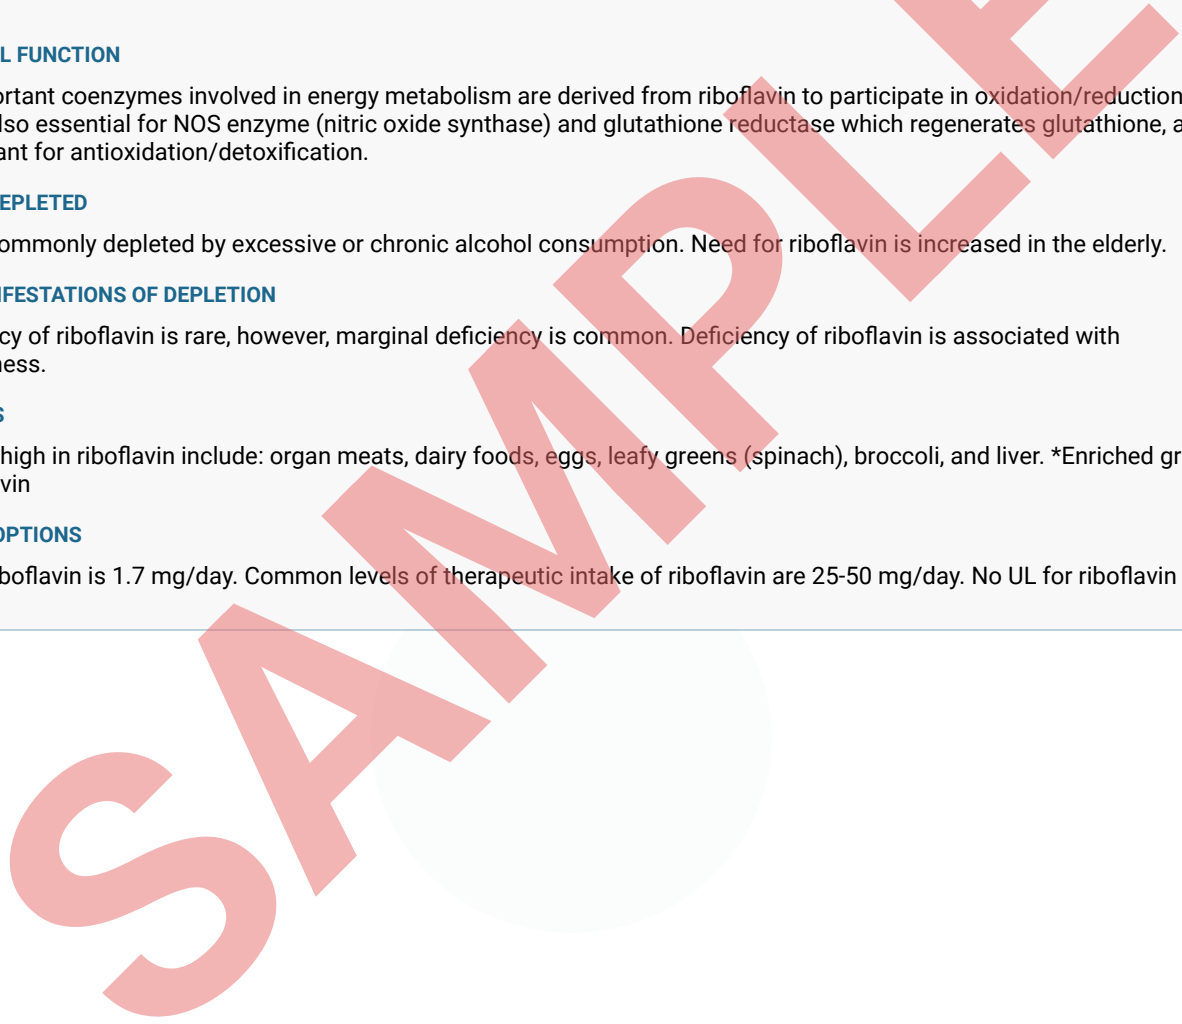 L FUNCTION
ortant coenzymes involved in energy metabolism are derived from riboflavin to participate in oxidation/reduction
lso essential for NOS enzyme (nitric oxide synthase) and glutathione reductase which regenerates glutathione, a
ant for antioxidation/detoxification.
EPLETED
ommonly depleted by excessive or chronic alcohol consumption. Need for riboflavin is increased in the elderly.
IFESTATIONS OF DEPLETION
cy of riboflavin is rare, however, marginal deficiency is common. Deficiency of riboflavin is associated with
ness.
S
high in riboflavin include: organ meats, dairy foods, eggs, leafy greens (spinach), broccoli, and liver. *Enriched gr
vin
OPTIONS
boflavin is 1.7 mg/day. Common levels of therapeutic intake of riboflavin are 25-50 mg/day. No UL for riboflavin
SAMPLE